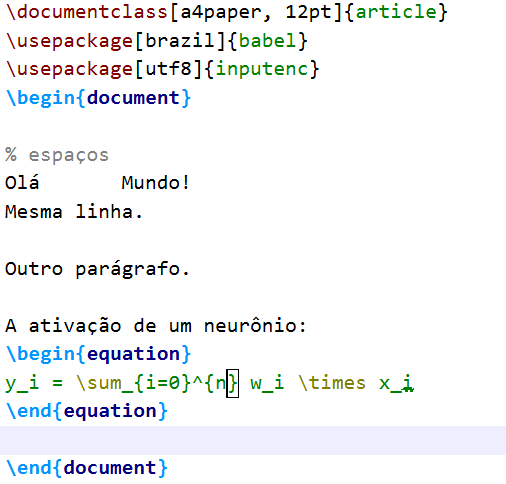 \documentclass[a4paper, 12pt]{article}
\usepackage[brazil]{babel}
\usepackage[utf8]{inputenc}
\begin{document}

% espaços
Olá       Mundo!
Mesma linha.

Outro parágrafo.

A ativação de um neurônio:
\begin{equation}
y_i = \sum_{i=0}^{n} w_i \times x_i
\end{equation}

\end{document}